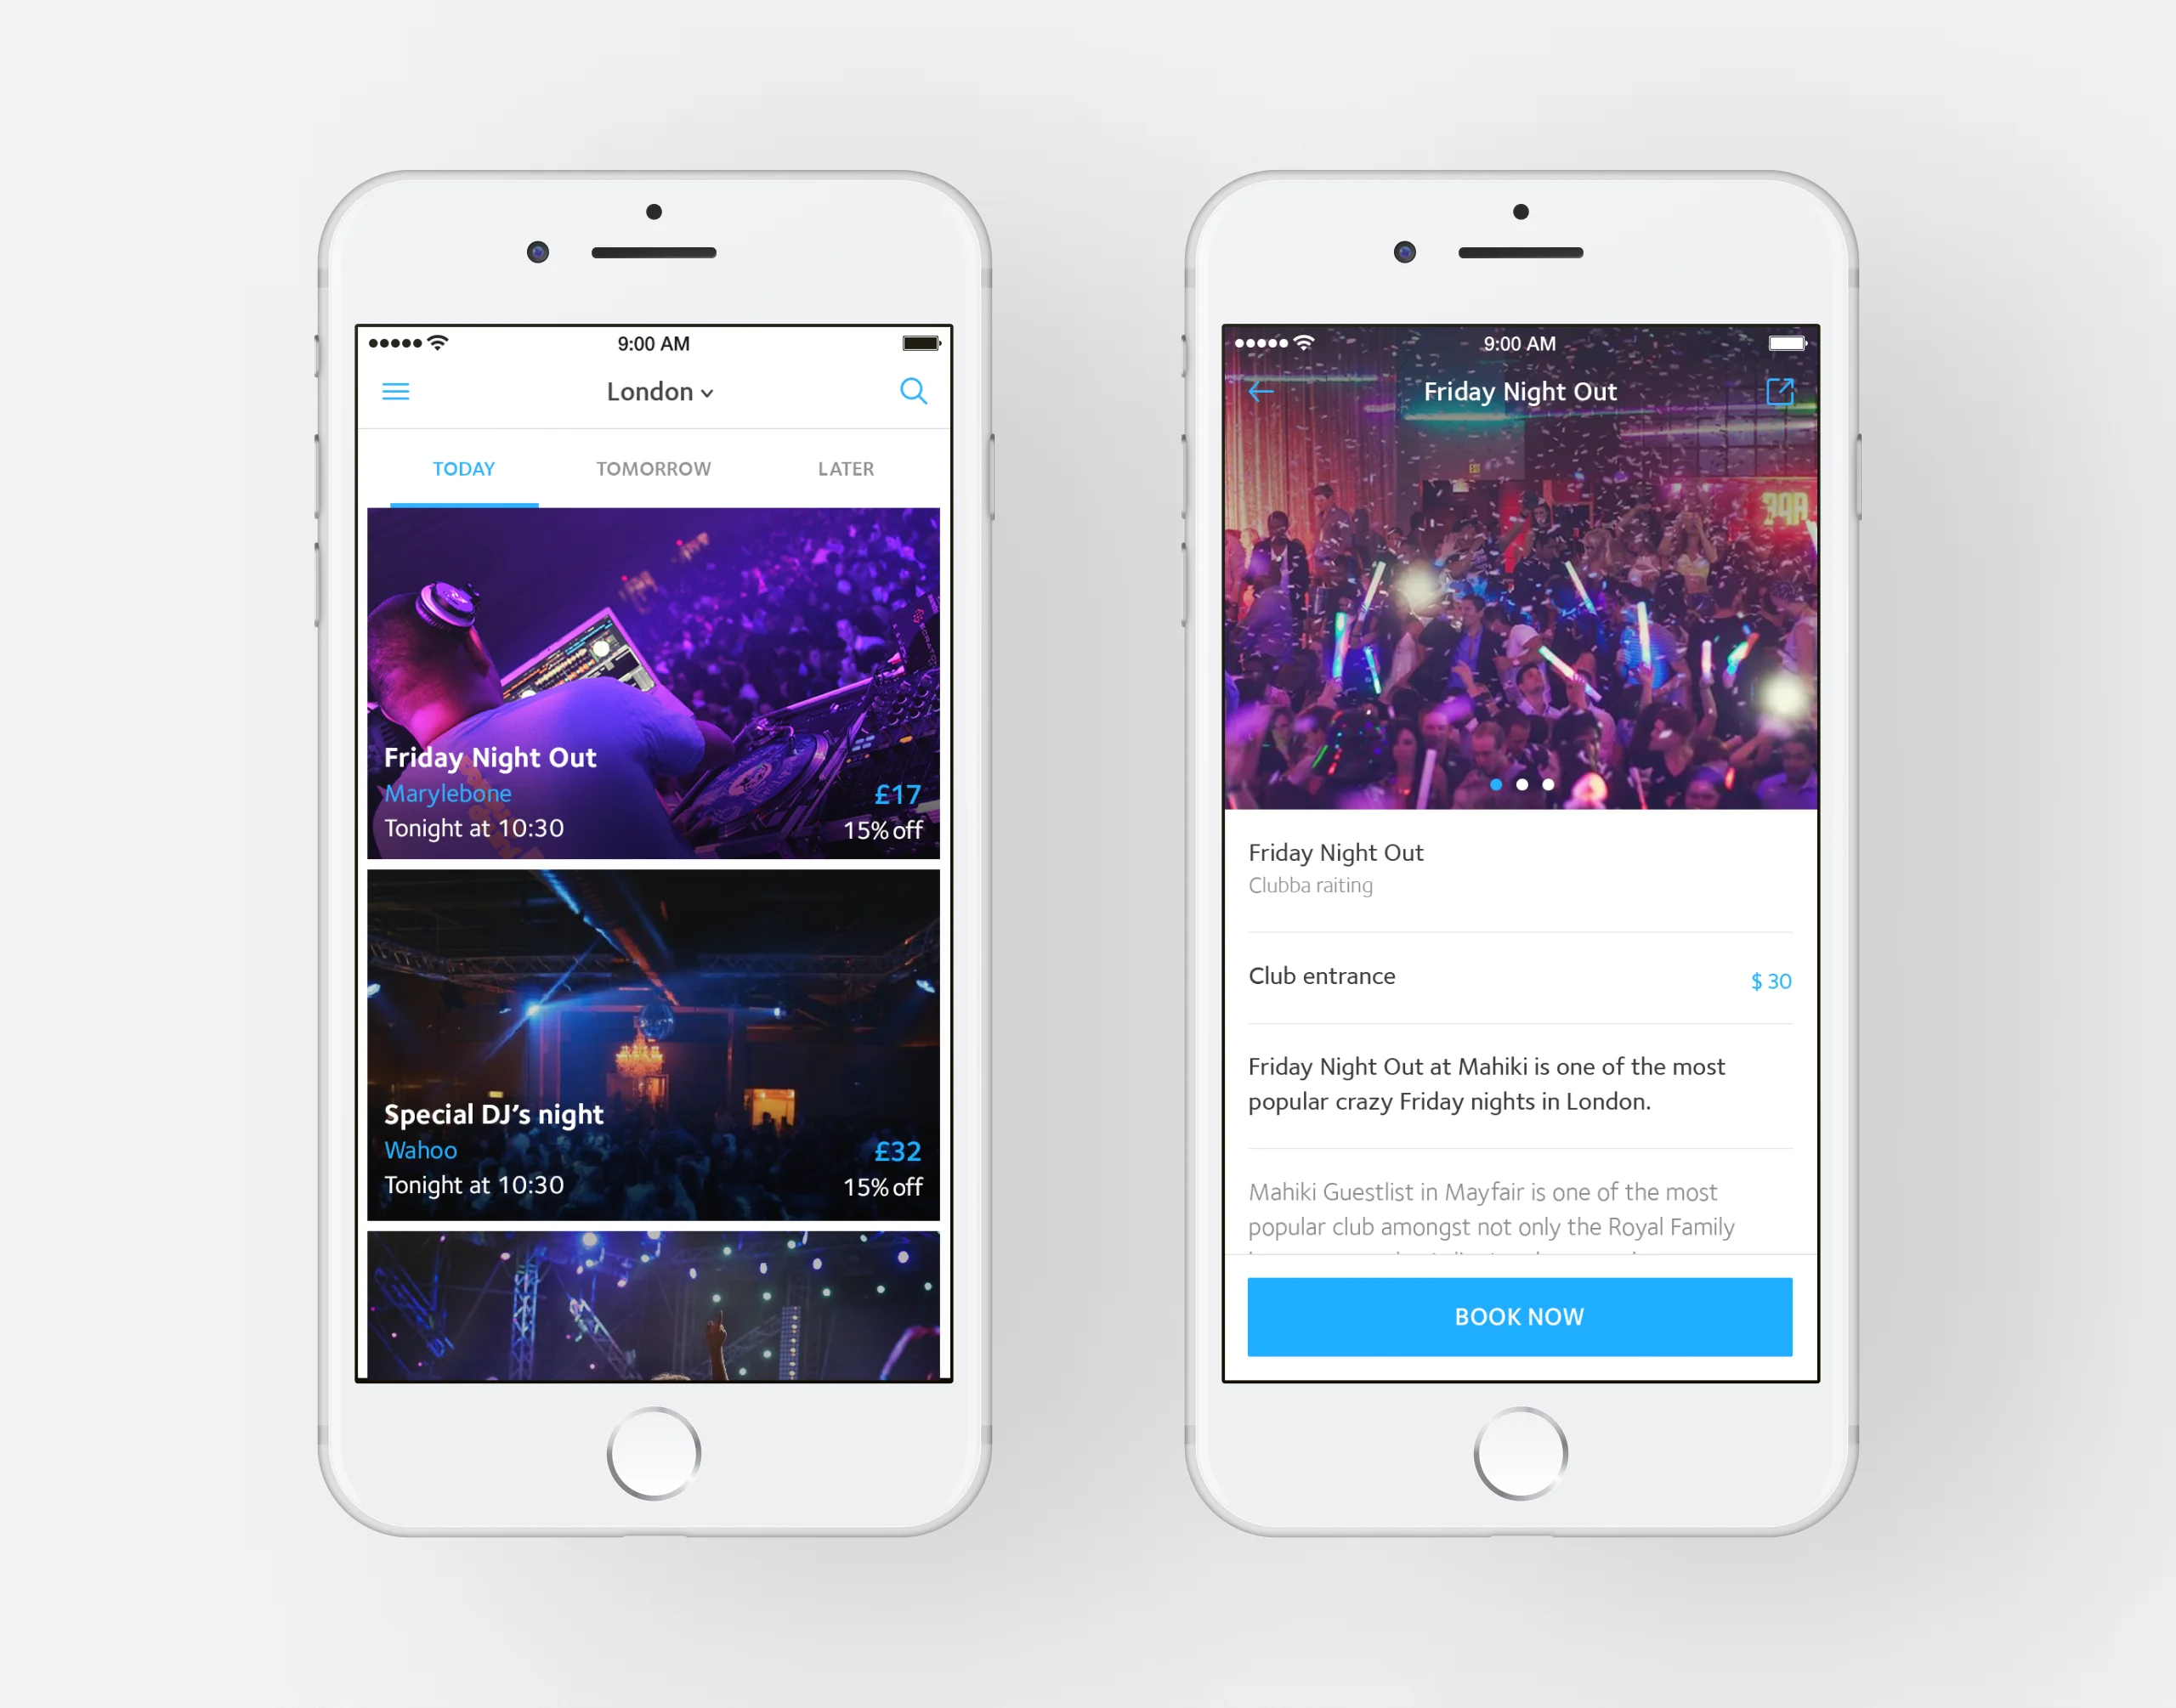 9:00 AM
London
TODAY TOMORROW LATER
Friday Night Out
Marylebone
£17
Tonight at 10:30
15% off
Special DJ’s night
Wahoo
£32
Tonight at 10:30
15% off
9:00 AM
Friday Night Out
EXIT
BAR
Friday Night Out
Clubba raiting
Club entrance
$ 30
Friday Night Out at Mahiki is one of the most
popular crazy Friday nights in London.
Mahiki Guestlist in Mayfair is one of the most
popular club amongst not only the Royal Family
BOOK NOW